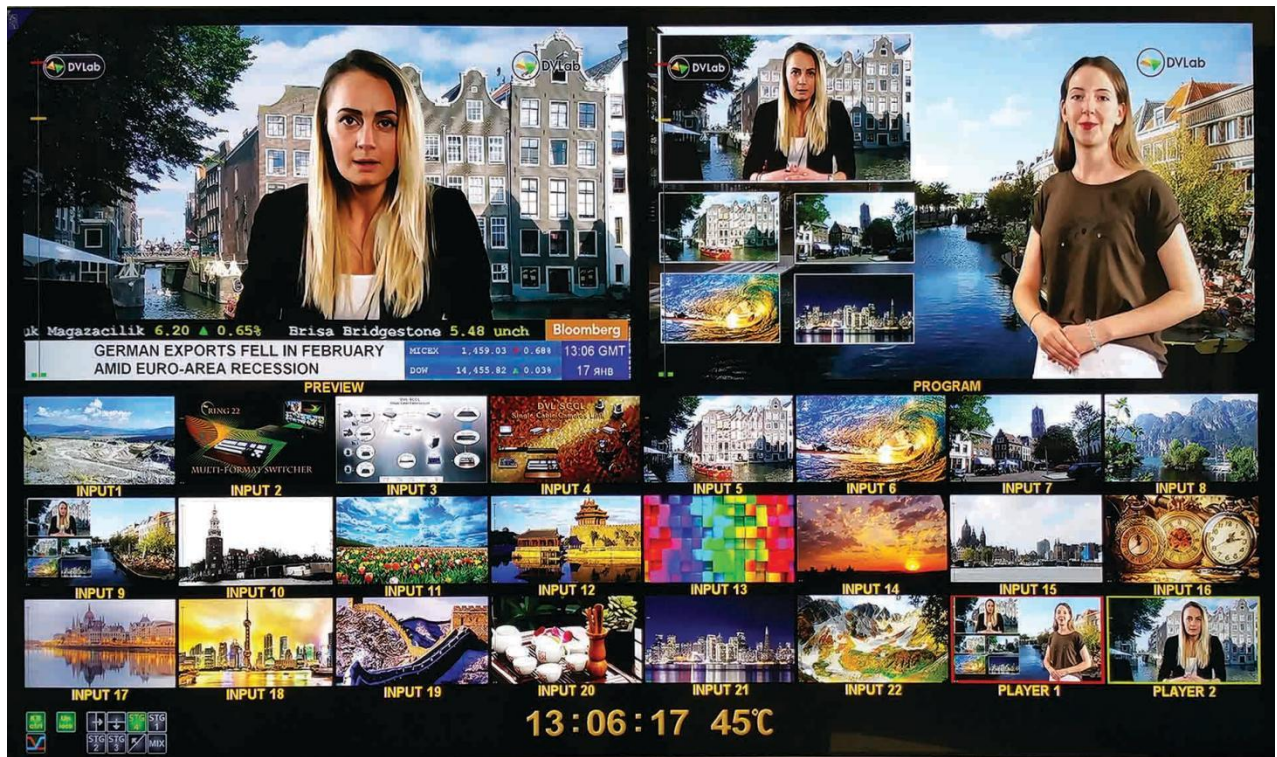 DVLab
DVLab
DVLab
DVLab
uk Magazacilik 6.20 ▲ 0.65% Brisa Bridgestone 5.48 unch
Bloomberg
GERMAN EXPORTS FELL IN FEBRUARY
AMID EURO-AREA RECESSION
MICEX 1,459.03 ▼ 0.68%
DOW 14,455.82 ▲ 0.03%
13:06 GMT
17 ЯНВ
PREVIEW
PROGRAM
RING 22
MULTI-FORMAT SWITCHER
INPUT1
INPUT 2
INPUT 3
INPUT 4
INPUT 5
INPUT 6
INPUT 7
INPUT 8
INPUT 9
INPUT 10
INPUT 11
INPUT 12
INPUT 13
INPUT 14
INPUT 15
INPUT 16
INPUT 17
INPUT 18
INPUT 19
INPUT 20
INPUT 21
INPUT 22
PLAYER 1
PLAYER 2
STG 4
STG 1
STG 2
STG 3
MIX
13:06:17 45℃